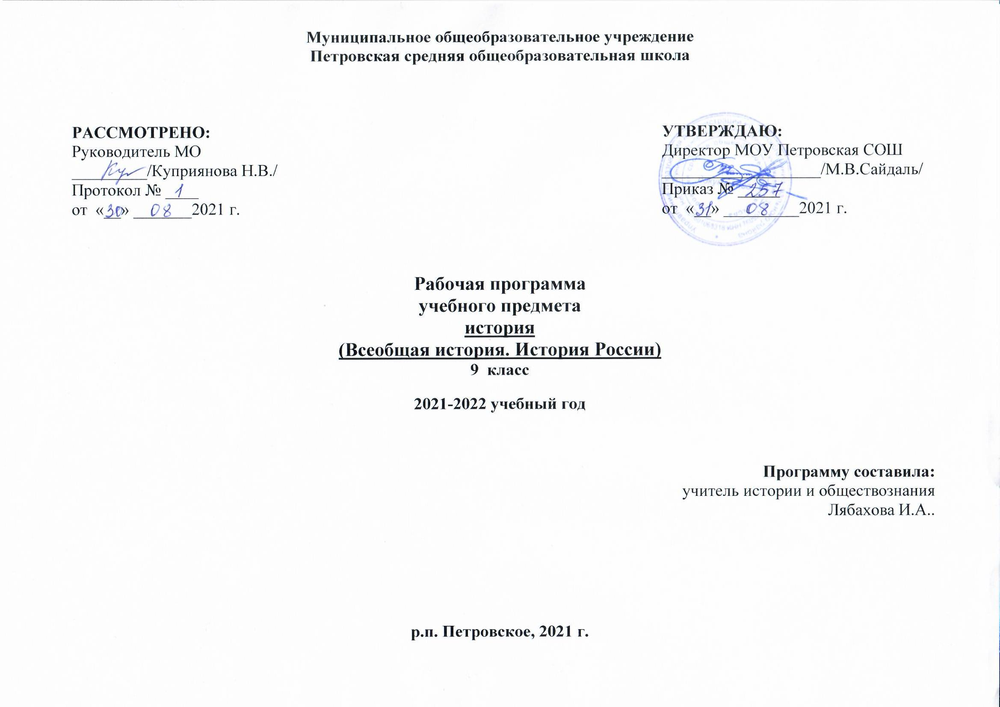 Муниципальное общеобразовательное учреждение
Петровская средняя общеобразовательная школа
РАССМОТРЕНО:
Руководитель МО
_________/Куприянова Н.В./
Протокол № 1
от «30» 08 2021 г.
УТВЕРЖДАЮ:
Директор МОУ Петровская СОШ
___________________/М.В.Сайдаль/
Приказ № 257
от «31» 08 2021 г.
Рабочая программа
учебного предмета
история
(Всеобщая история. История России)
9 класс
2021-2022 учебный год
Программу составила:
учитель истории и обществознания
Лябахова И.А..
р.п. Петровское, 2021 г.